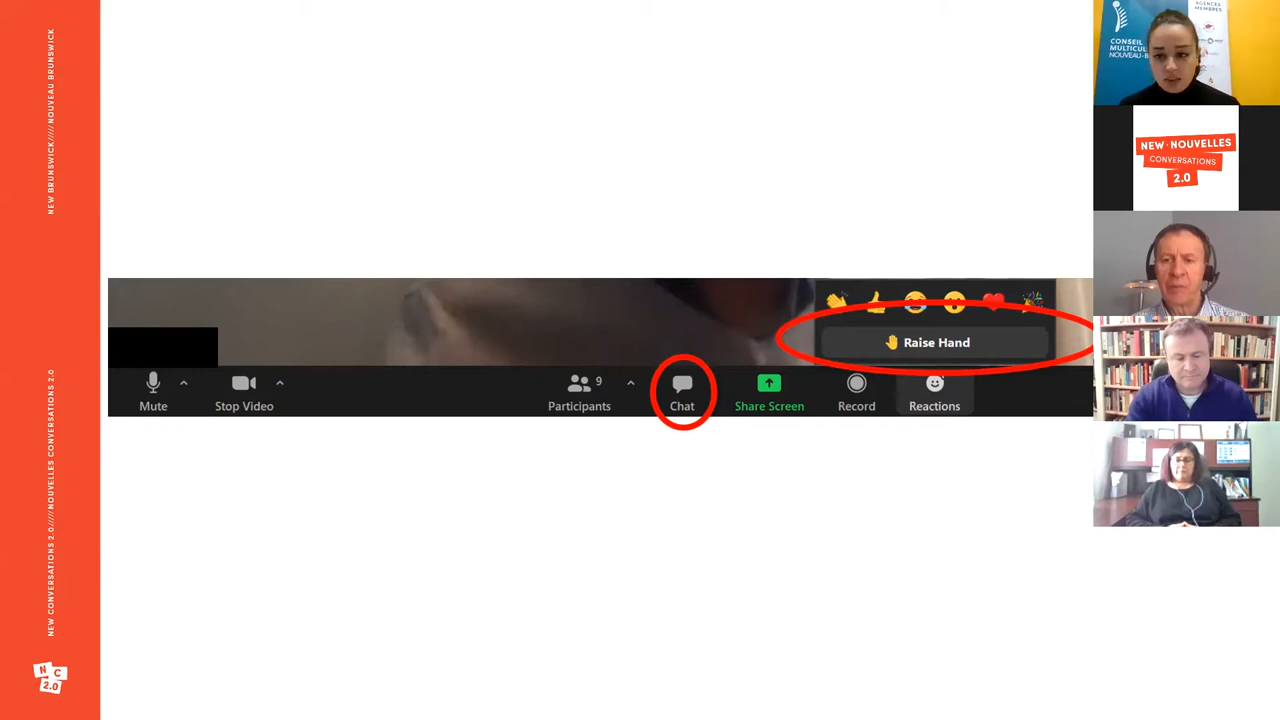 NEW BRUNSWICK/////NOUVEAU BRUNSWICK
NEW CONVERSATIONS 2.0/////NOUVELLES CONVERSATIONS 2.0
N C
2.0
Raise Hand
Mute
Stop Video
9
Participants
Chat
Share Screen
Record
Reactions
AGENCES
MEMBRES
CONSEIL
MULTICUL
NOUVEAU-B
NEW·NOUVELLES
CONVERSATIONS
2.0